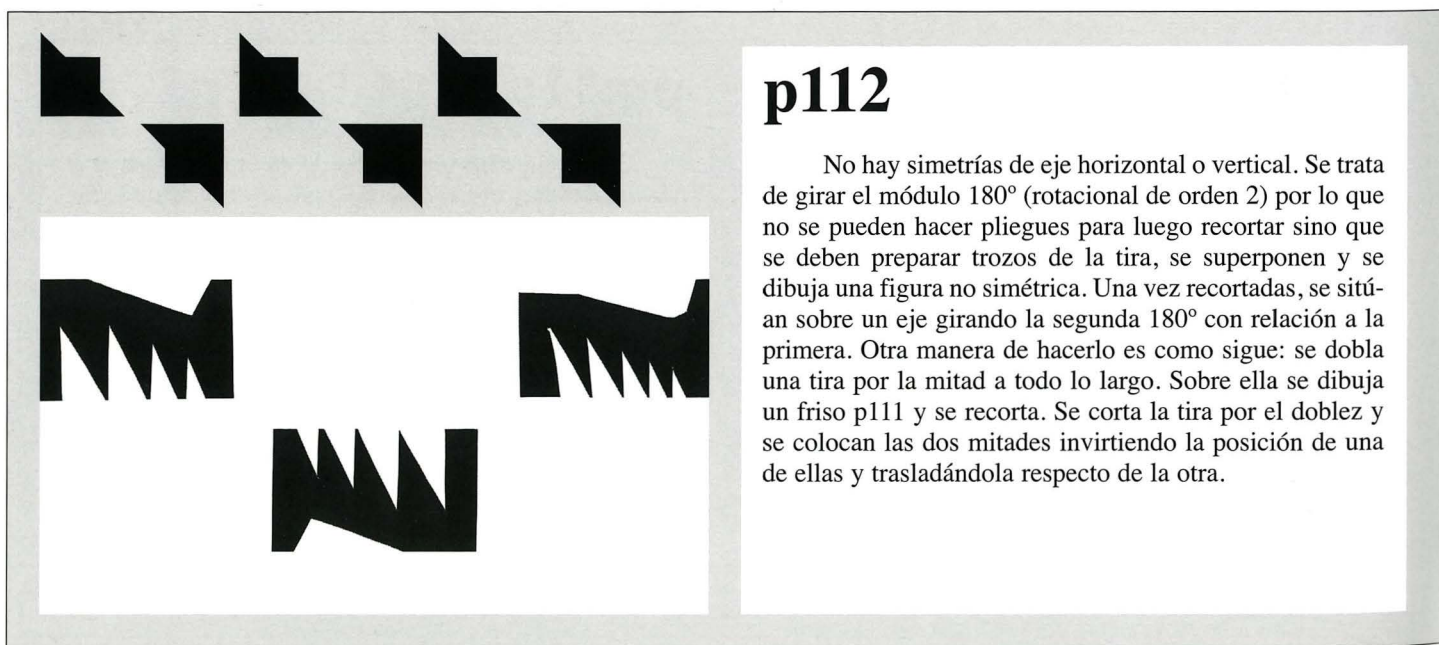 p112
No hay simetrías de eje horizontal o vertical. Se trata
de girar el módulo 180º (rotacional de orden 2) por lo que
no se pueden hacer pliegues para luego recortar sino que
se deben preparar trozos de la tira, se superponen y se
dibuja una figura no simétrica. Una vez recortadas, se sitú-
an sobre un eje girando la segunda 180º con relación a la
primera. Otra manera de hacerlo es como sigue: se dobla
una tira por la mitad a todo lo largo. Sobre ella se dibuja
un friso p111 y se recorta. Se corta la tira por el doblez y
se colocan las dos mitades invirtiendo la posición de una
de ellas y trasladándola respecto de la otra.